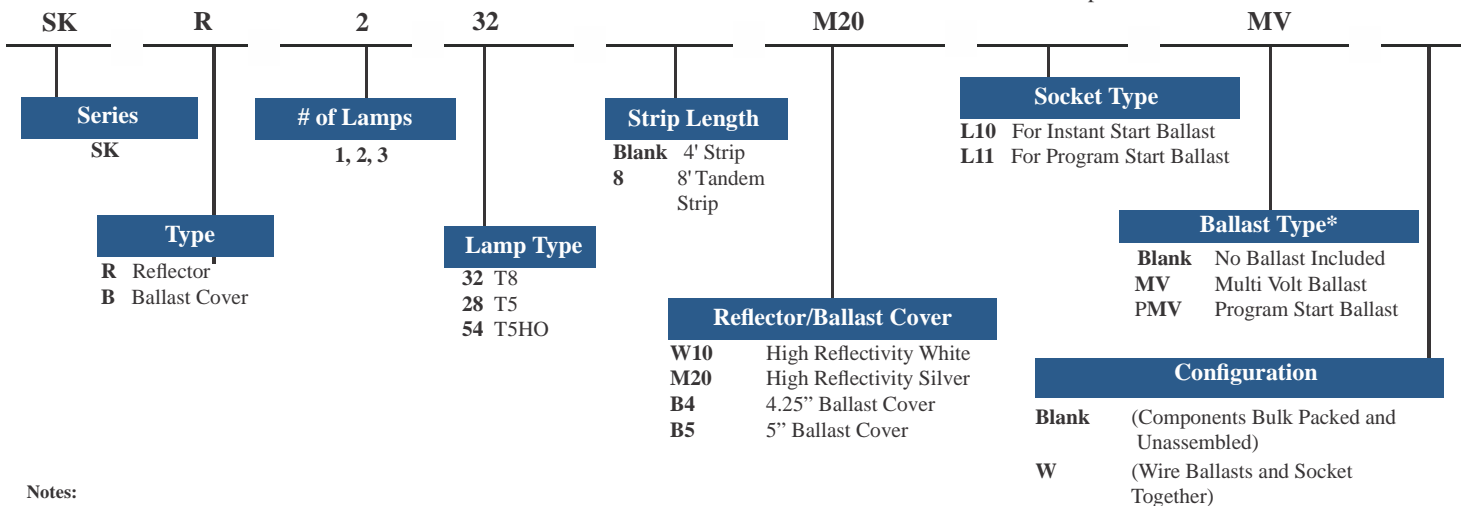 SK R 2 32 M20 MV
Series
SK
Type
R Reflector
B Ballast Cover
# of Lamps
1, 2, 3
Lamp Type
32 T8
28 T5
54 T5HO
Strip Length
Blank 4' Strip
8 8' Tandem
Strip
Reflector/Ballast Cover
W10 High Reflectivity White
M20 High Reflectivity Silver
B4 4.25” Ballast Cover
B5 5” Ballast Cover
Socket Type
L10 For Instant Start Ballast
L11 For Program Start Ballast
Ballast Type*
Blank No Ballast Included
MV Multi Volt Ballast
PMV Program Start Ballast
Configuration
Blank (Components Bulk Packed and
Unassembled)
W (Wire Ballasts and Socket
Together)
Notes: